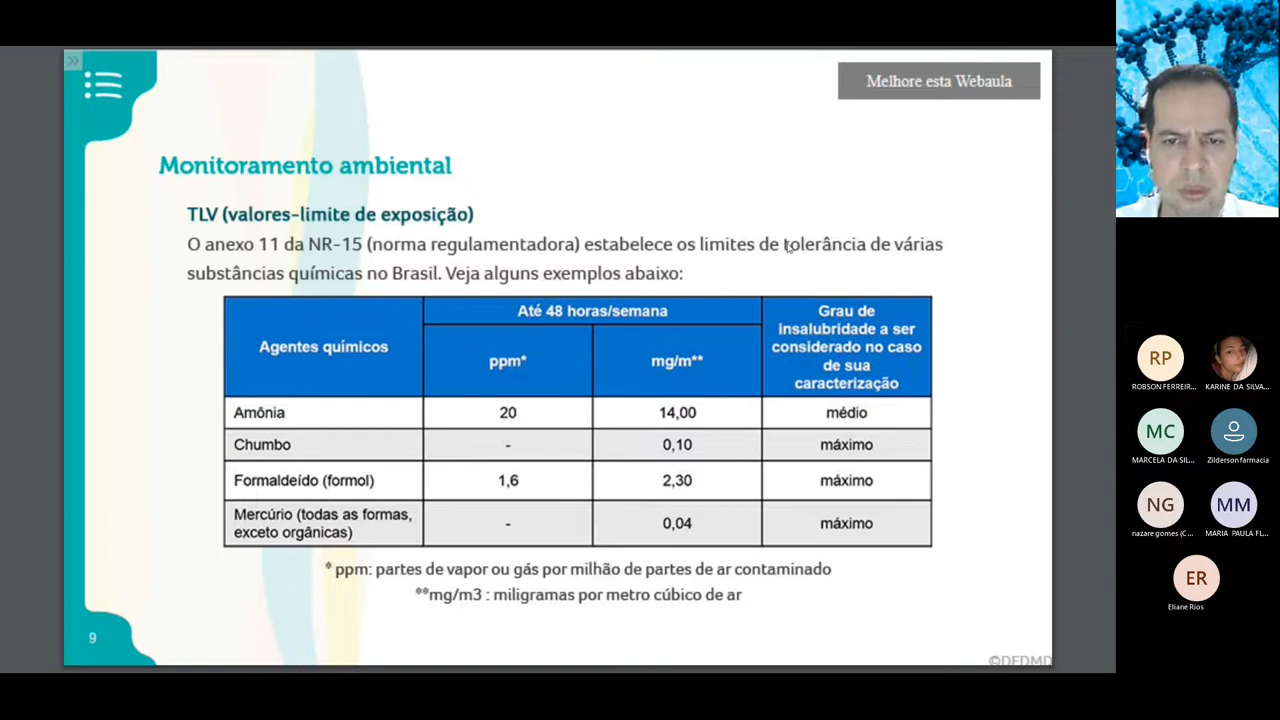 Melhore esta Webaula
Monitoramento ambiental
TLV (valores-limite de exposição)
O anexo 11 da NR-15 (norma regulamentadora) estabelece os limites de tolerância de várias
substâncias químicas no Brasil. Veja alguns exemplos abaixo:
Agentes químicos
Até 48 horas/semana
ppm*
mg/m**
Grau de
insalubridade a ser
considerado no caso
de sua
caracterização
Amônia 20 14,00 médio
Chumbo - 0,10 máximo
Formaldeído (formol) 1,6 2,30 máximo
Mercúrio (todas as formas,
exceto orgânicas) - 0,04 máximo
* ppm: partes de vapor ou gás por milhão de partes de ar contaminado
**mg/m3 : miligramas por metro cúbico de ar
9
©DEDMD
RP
ROBSON FERREIR... KARINE DA SILVA...
MC
MARCELA DA SIL... Zilderson farmacia
NG MM
nazare gomes (C... MARIA PAULA FL...
ER
Eliane Rios